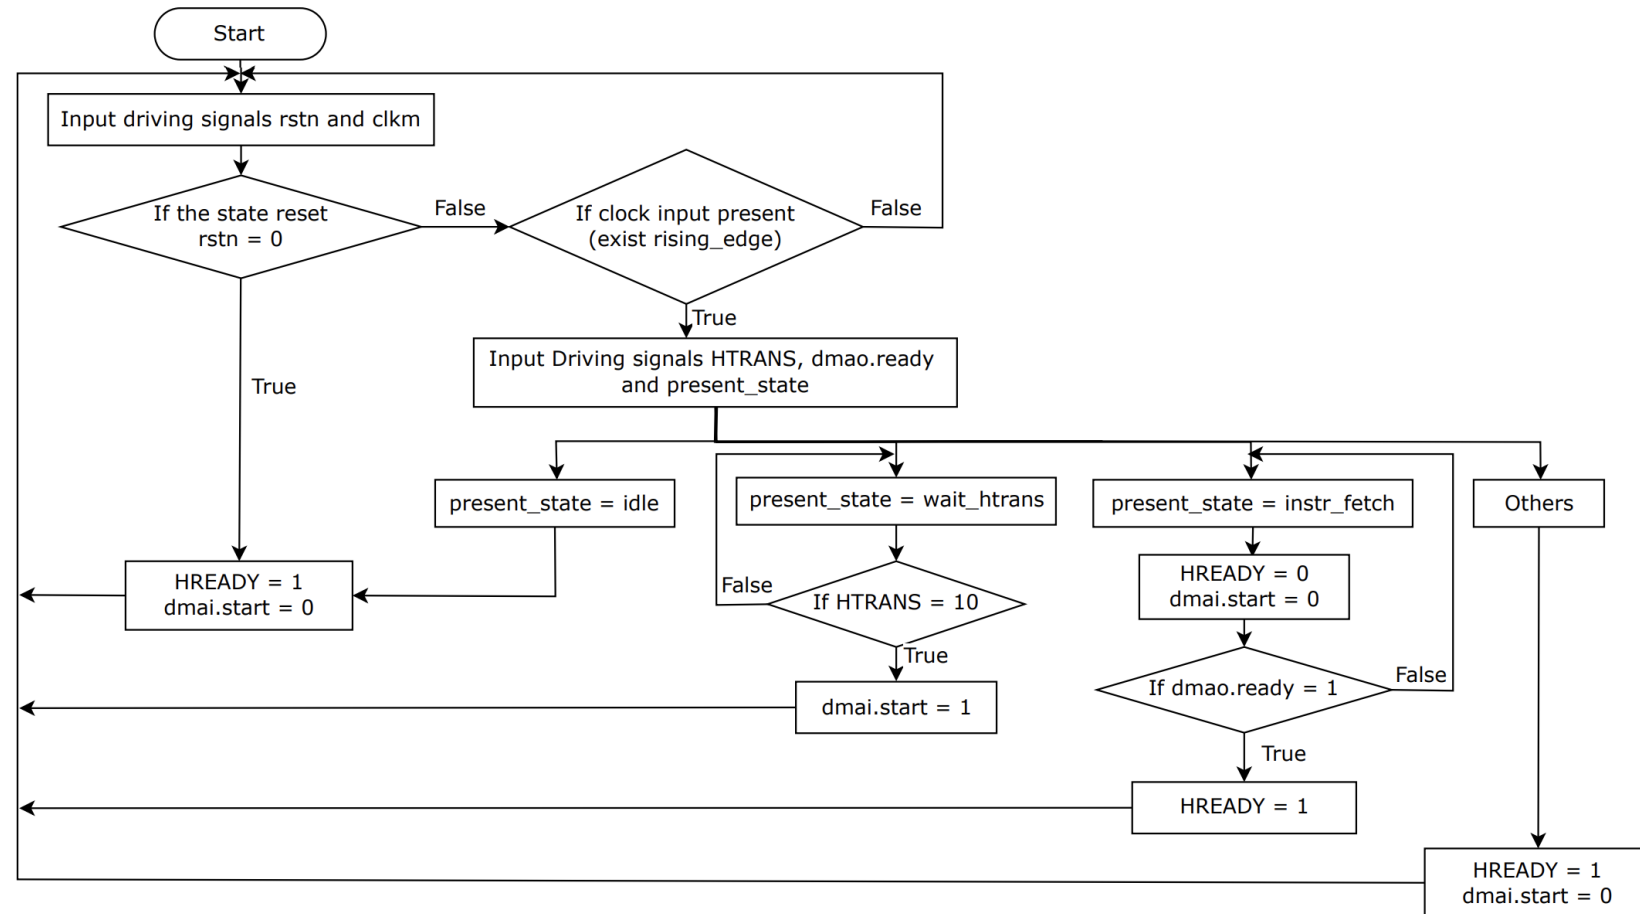 Start
Input driving signals rstn and clkm
If the state reset
rstn = 0
False
If clock input present
(exist rising_edge)
False
True
Input Driving signals HTRANS, dmao.ready
and present_state
True
present_state = idle
present_state = wait_htrans
present_state = instr_fetch
Others
HREADY = 1
dmai.start = 0
False
If HTRANS = 10
True
HREADY = 0
dmai.start = 0
dmai.start = 1
If dmao.ready = 1
False
True
HREADY = 1
HREADY = 1
dmai.start = 0